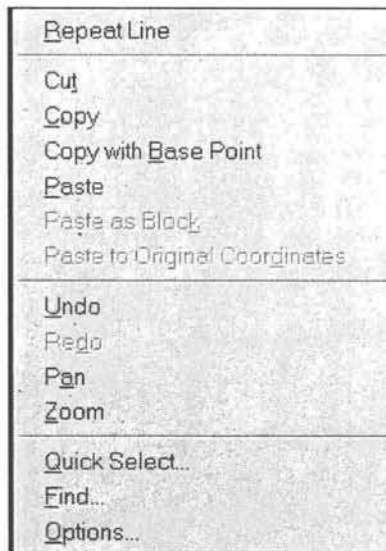 Repeat Line
Cut
Copy
Copy with Base Point
Paste
Paste as Block
Paste to Original Coordinates
Undo
Redo
Pan
Zoom
Quick Select...
Find...
Options...